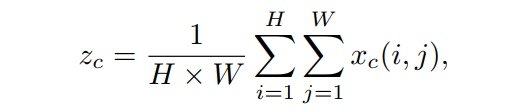 z_c = \frac{1}{H \times W} \sum_{i=1}^{H} \sum_{j=1}^{W} x_c(i, j),